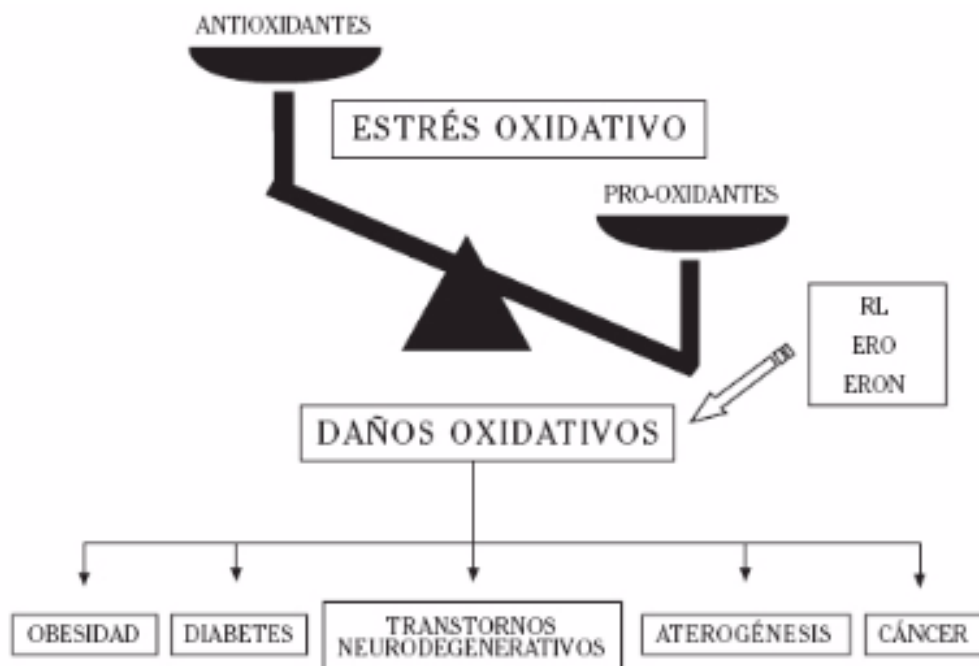 ANTIOXIDANTES
ESTRÉS OXIDATIVO
PRO-OXIDANTES
RL
ERO
ERON
DAÑOS OXIDATIVOS
OBESIDAD
DIABETES
TRANSTORNOS
NEURODEGENERATIVOS
ATEROGÉNESIS
CÁNCER